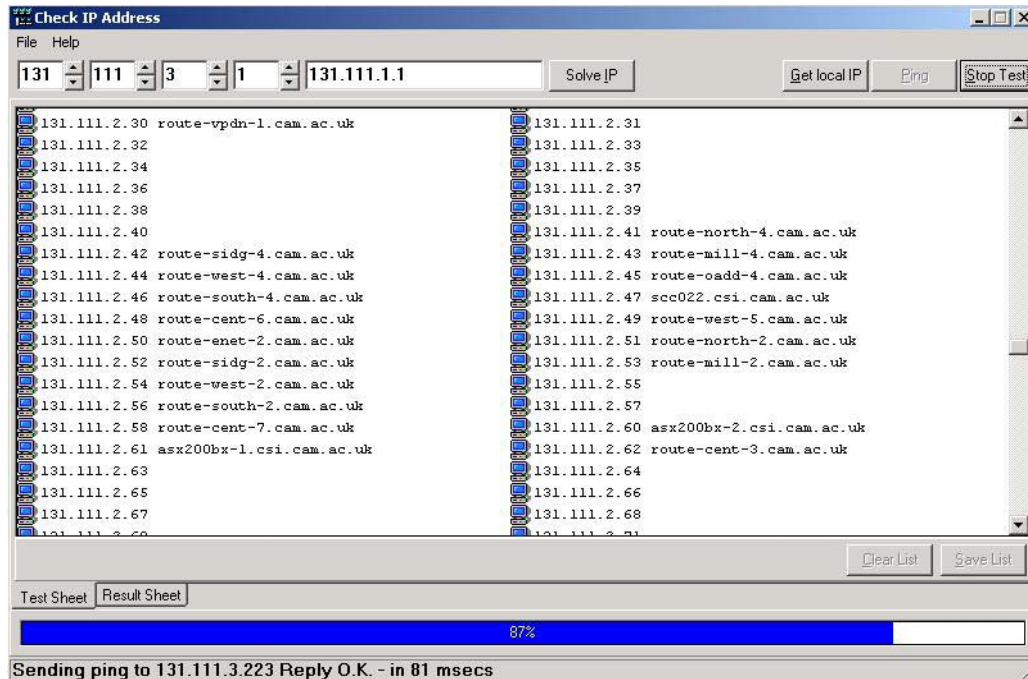 Check IP Address
File Help
131 111 3 1 131.111.1.1 Solve IP Get local IP Ping Stop Test
131.111.2.30 route-vpdn-1.cam.ac.uk 131.111.2.31
131.111.2.32 131.111.2.33
131.111.2.34 131.111.2.35
131.111.2.36 131.111.2.37
131.111.2.38 131.111.2.39
131.111.2.40 131.111.2.41 route-north-4.cam.ac.uk
131.111.2.42 route-sidg-4.cam.ac.uk 131.111.2.43 route-mill-4.cam.ac.uk
131.111.2.44 route-west-4.cam.ac.uk 131.111.2.45 route-oadd-4.cam.ac.uk
131.111.2.46 route-south-4.cam.ac.uk 131.111.2.47 scc022.csi.cam.ac.uk
131.111.2.48 route-cent-6.cam.ac.uk 131.111.2.49 route-west-5.cam.ac.uk
131.111.2.50 route-enet-2.cam.ac.uk 131.111.2.51 route-north-2.cam.ac.uk
131.111.2.52 route-sidg-2.cam.ac.uk 131.111.2.53 route-mill-2.cam.ac.uk
131.111.2.54 route-west-2.cam.ac.uk 131.111.2.55
131.111.2.56 route-south-2.cam.ac.uk 131.111.2.57
131.111.2.58 route-cent-7.cam.ac.uk 131.111.2.60 asx200bx-2.csi.cam.ac.uk
131.111.2.61 asx200bx-1.csi.cam.ac.uk 131.111.2.62 route-cent-3.cam.ac.uk
131.111.2.63 131.111.2.64
131.111.2.65 131.111.2.66
131.111.2.67 131.111.2.68
Clear List Save List
Test Sheet Result Sheet
87%
Sending ping to 131.111.3.223 Reply O.K. - in 81 msecs